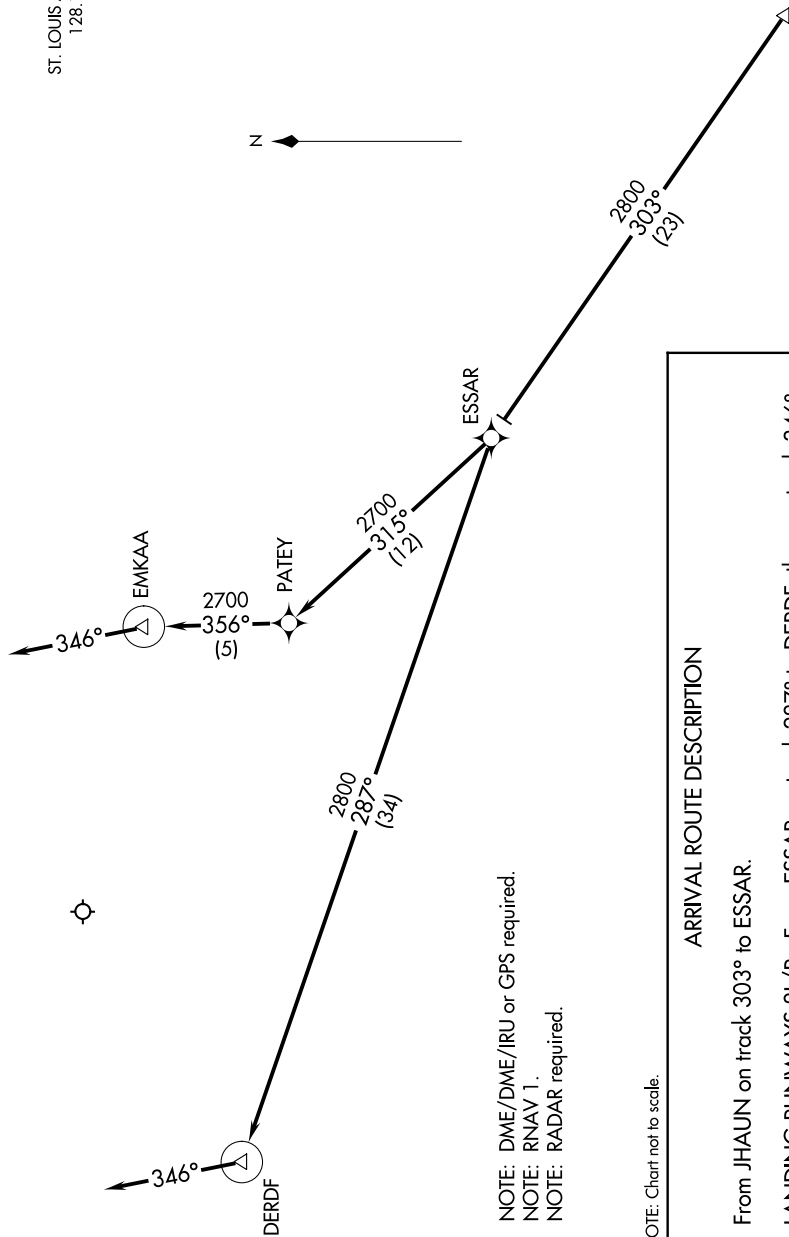 ST. LOUIS
128.
N
2800
303°
(23)
ESSAR
2700
315°
(12)
PATEY
EMKAA
2700
356°
(5)
346°
2800
287°
(34)
346°
DERDF
NOTE: DME/DME/IRU or GPS required.
NOTE: RNAV 1.
NOTE: RADAR required.
OTE: Chart not to scale.
ARRIVAL ROUTE DESCRIPTION
From JHAUN on track 303° to ESSAR.